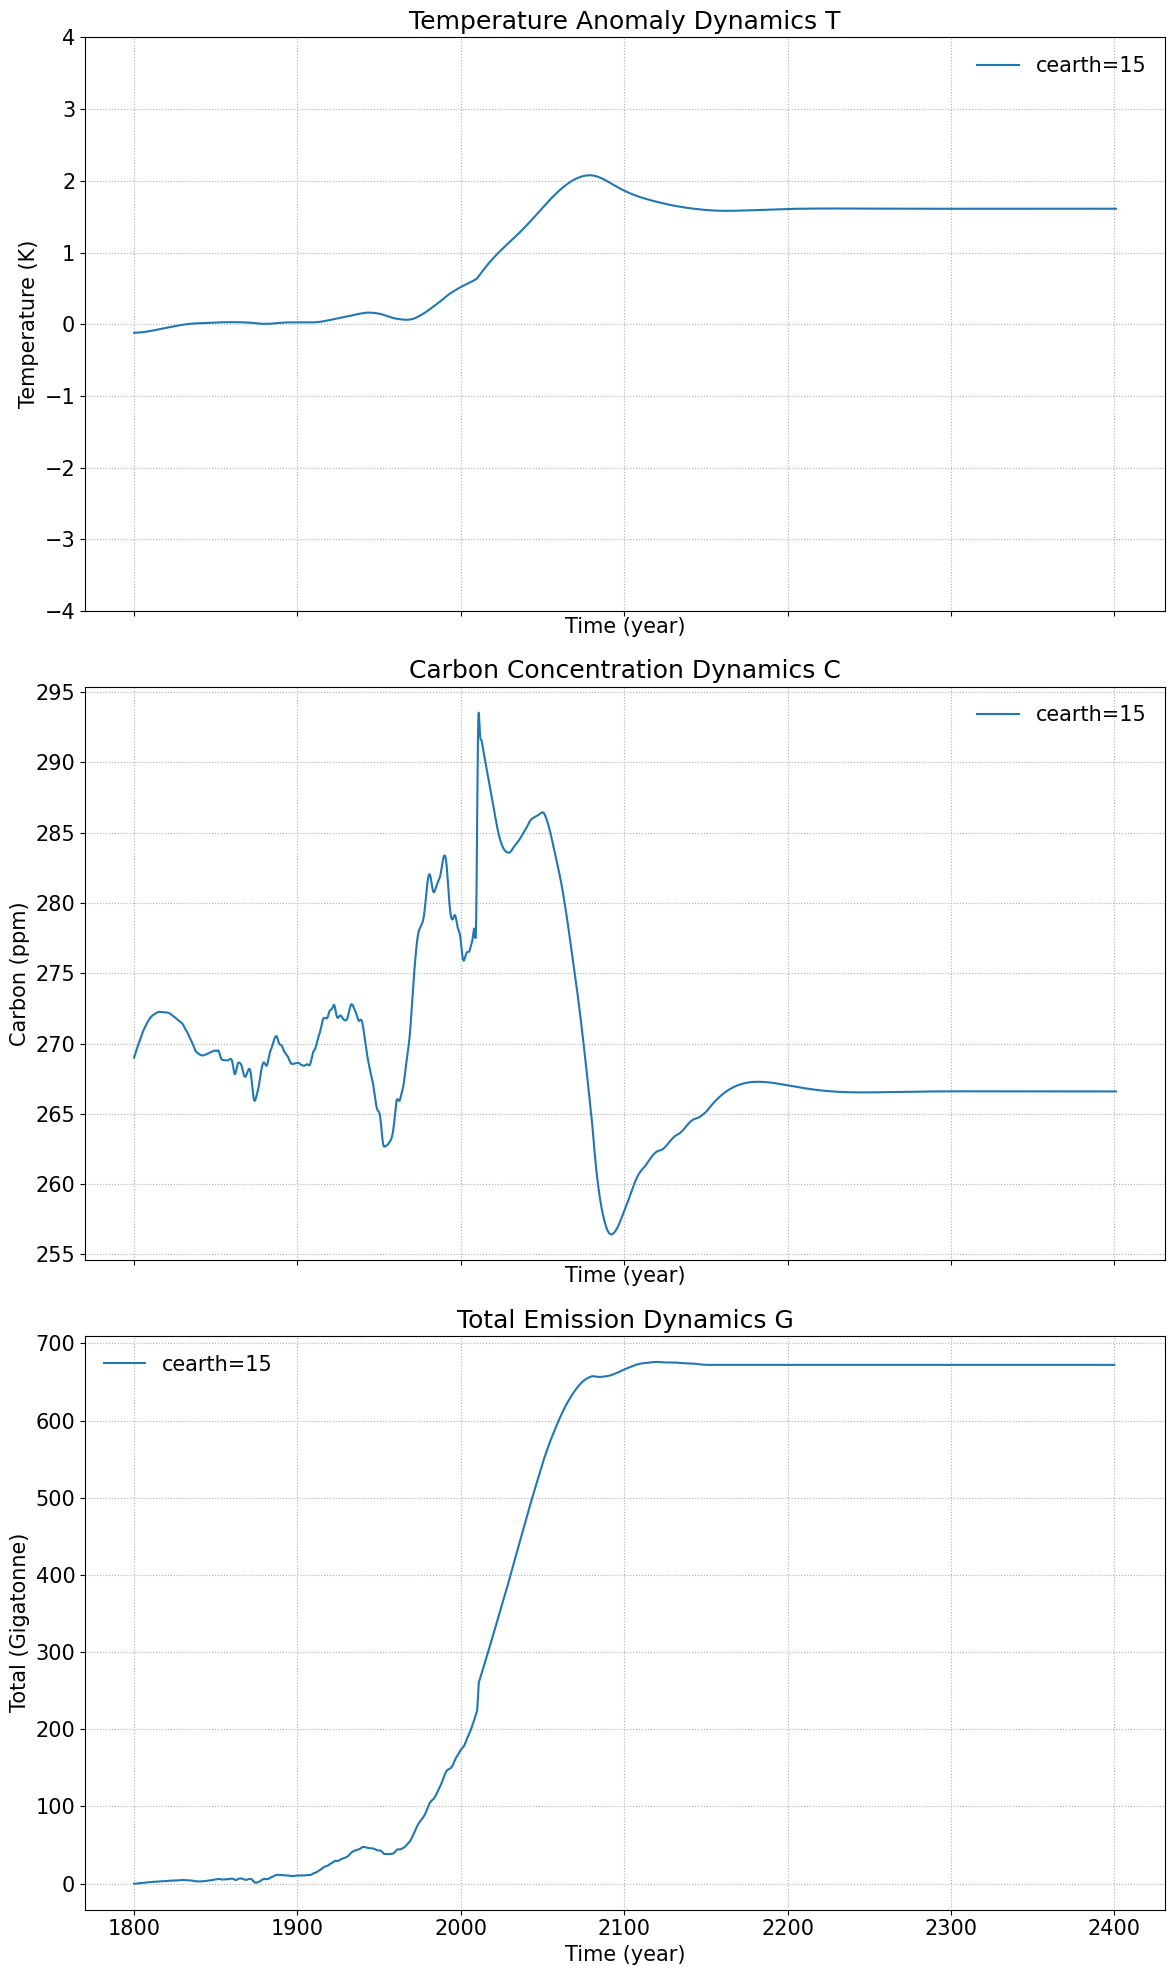 Temperature Anomaly Dynamics T
4
3
2
1
0
−1
−2
−3
−4
Temperature (K)
cearth=15
Time (year)
Carbon Concentration Dynamics C
295
290
285
280
275
270
265
260
255
Carbon (ppm)
cearth=15
Time (year)
Total Emission Dynamics G
700
600
500
400
300
200
100
0
Total (Gigatonne)
cearth=15
1800 1900 2000 2100 2200 2300 2400
Time (year)